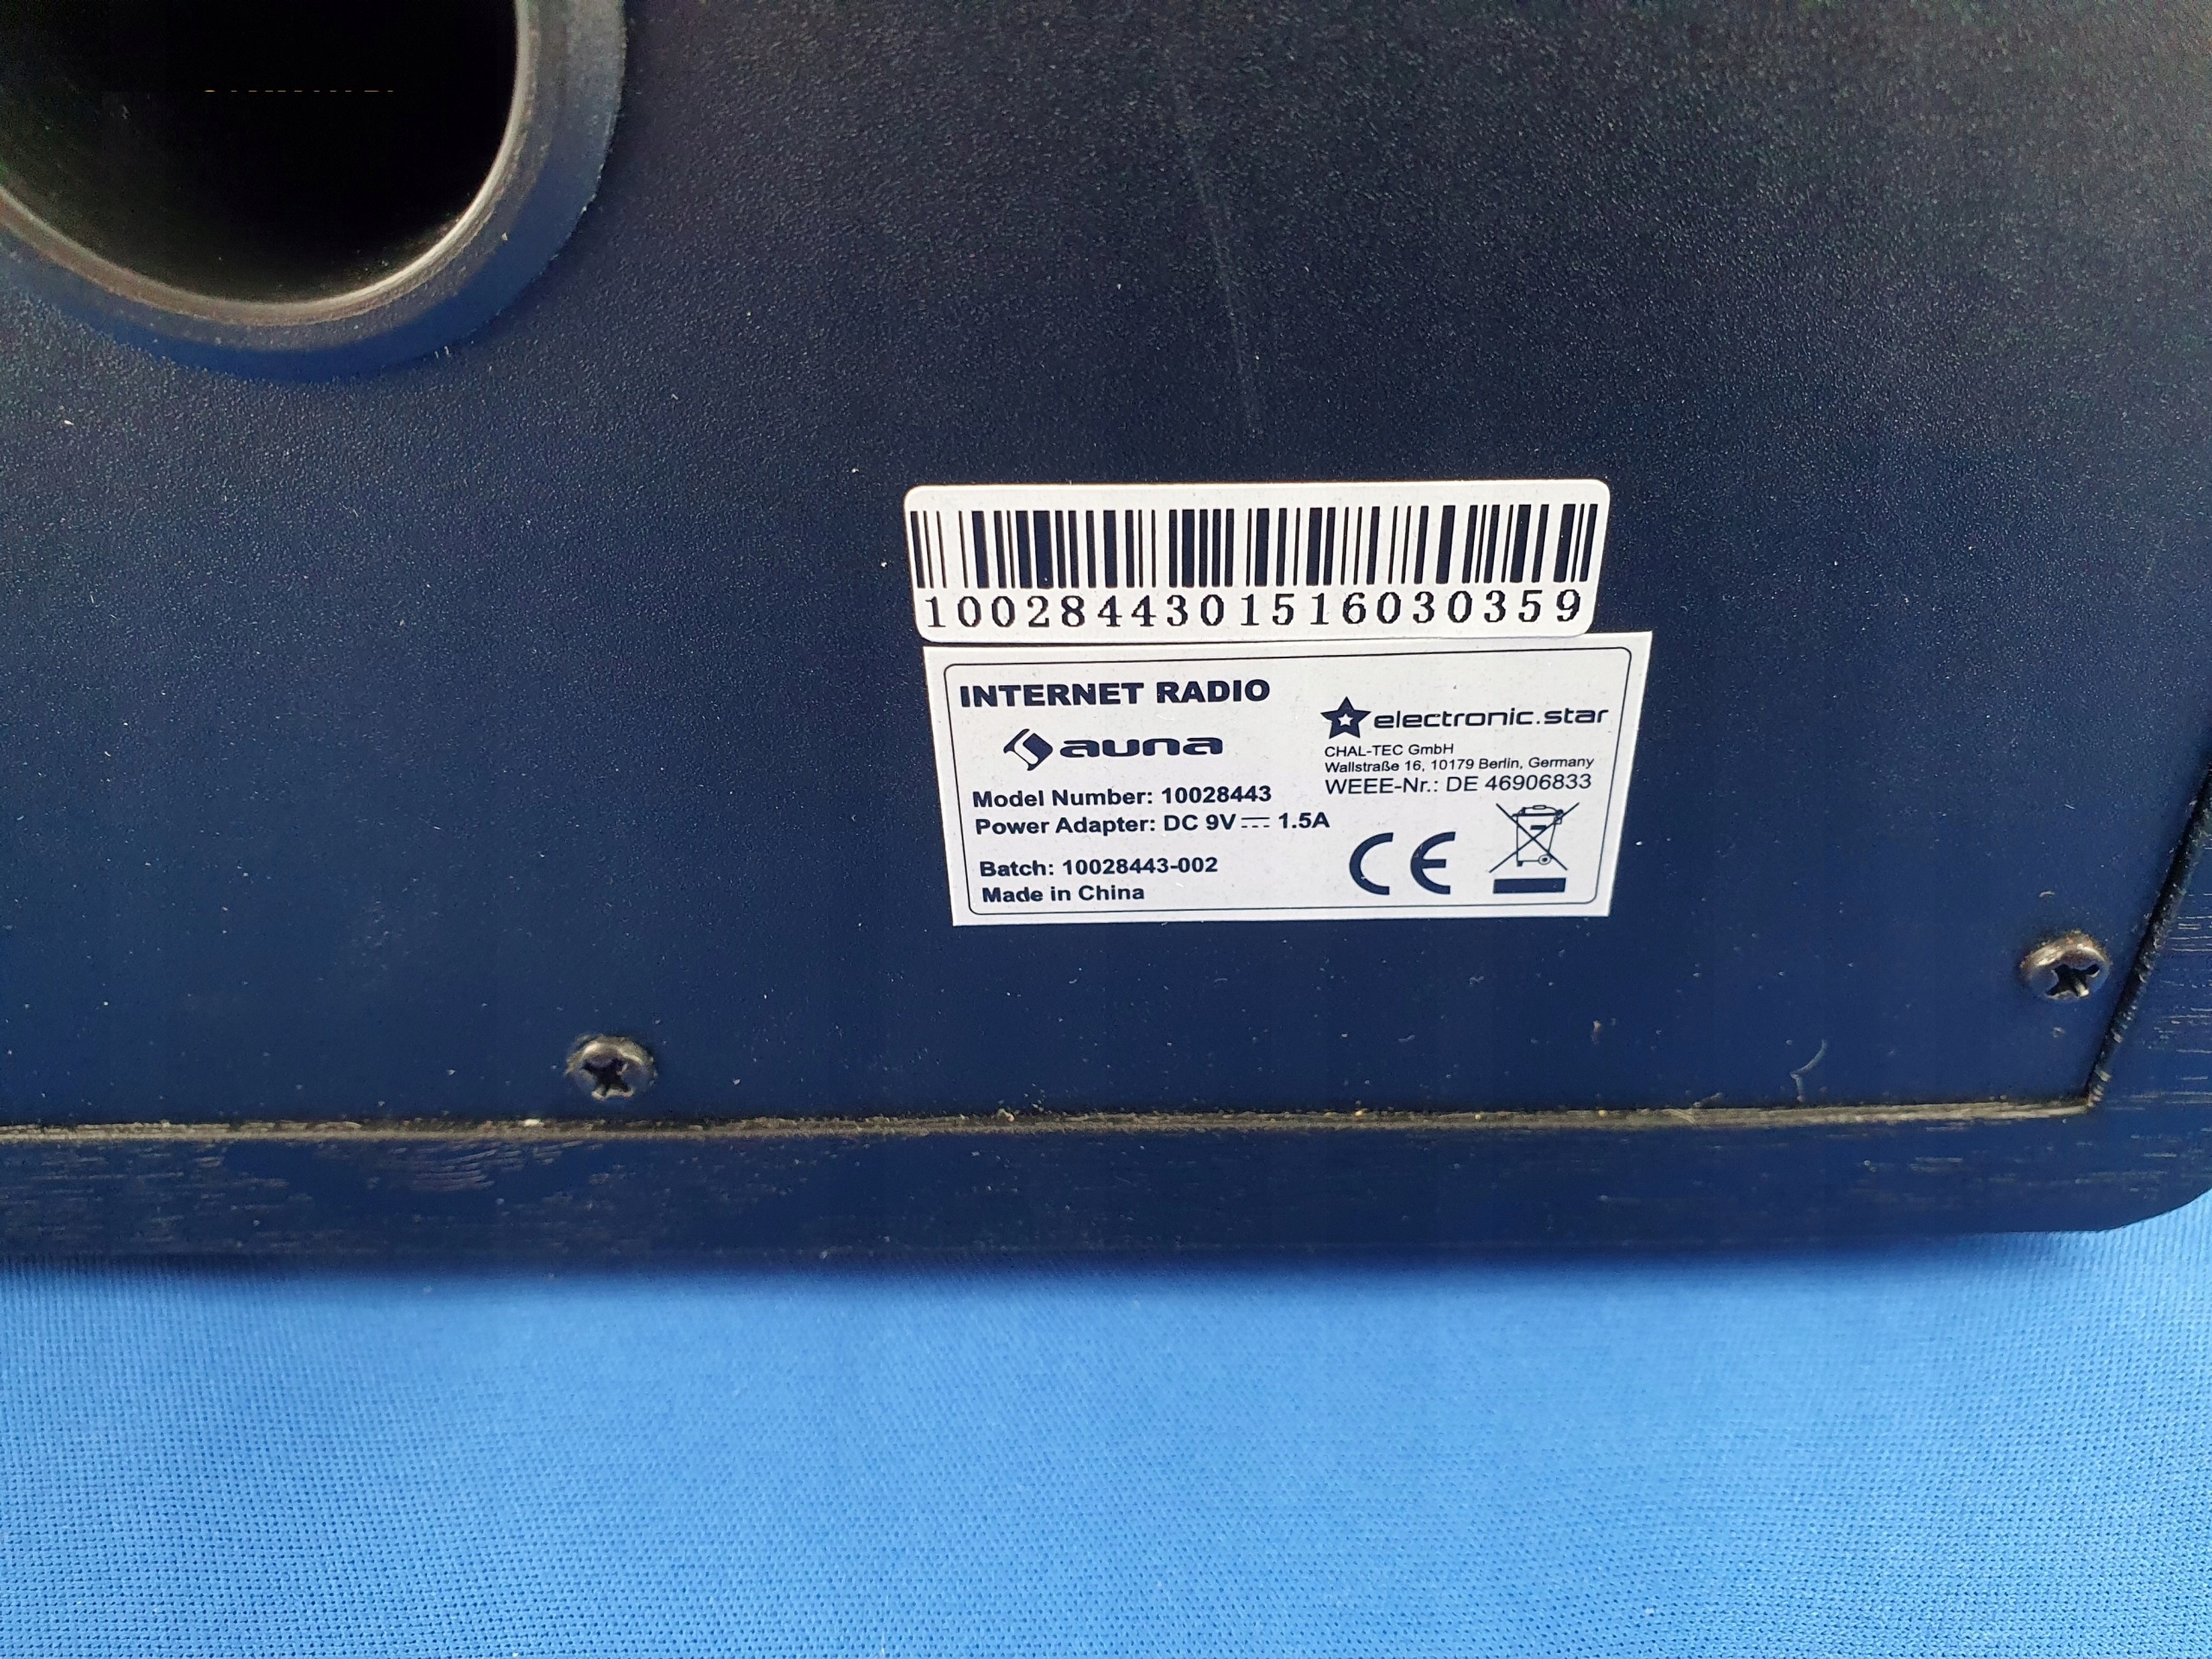 1002844301516030359
INTERNET RADIO
auna
Model Number: 10028443
Power Adapter: DC 9V⎓1.5A
Batch: 10028443-002
Made in China
electronic.star
CHAL-TEC GmbH
Wallstraße 16, 10179 Berlin, Germany
WEEE-Nr.: DE 46906833
CE